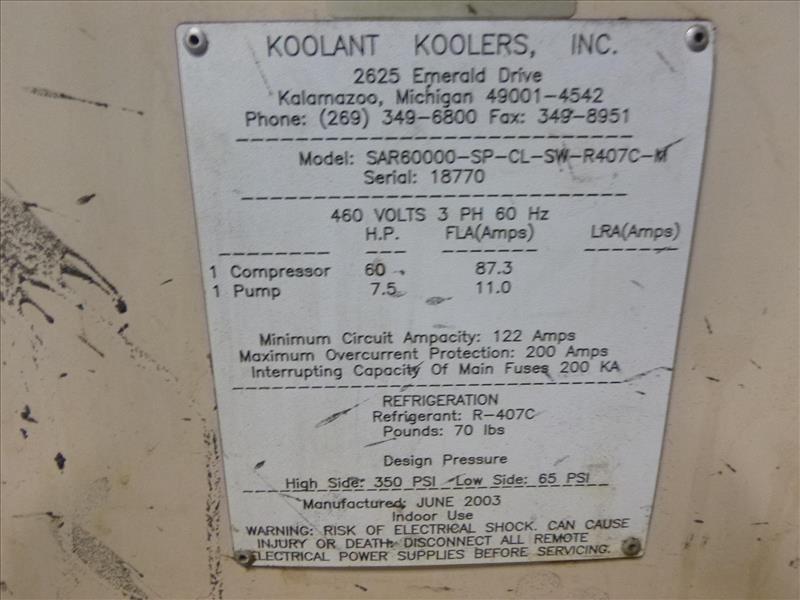 KOOLANT KOOLERS, INC.
2625 Emerald Drive
Kalamazoo, Michigan 49001-4542
Phone: (269) 349-6800 Fax: 349-8951
Model: SAR60000-SP-CL-SW-R407C-M
Serial: 18770
460 VOLTS 3 PH 60 Hz
H.P. FLA(Amps) LRA(Amps)
1 Compressor 60 87.3
1 Pump 7.5 11.0
Minimum Circuit Ampacity: 122 Amps
Maximum Overcurrent Protection: 200 Amps
Interrupting Capacity Of Main Fuses 200 KA
REFRIGERATION
Refrigerant: R-407C
Pounds: 70 lbs
Design Pressure
High Side: 350 PSI Low Side: 65 PSI
Manufactured: JUNE 2003
Indoor Use
WARNING: RISK OF ELECTRICAL SHOCK. CAN CAUSE
INJURY OR DEATH: DISCONNECT ALL REMOTE
ELECTRICAL POWER SUPPLIES BEFORE SERVICING.